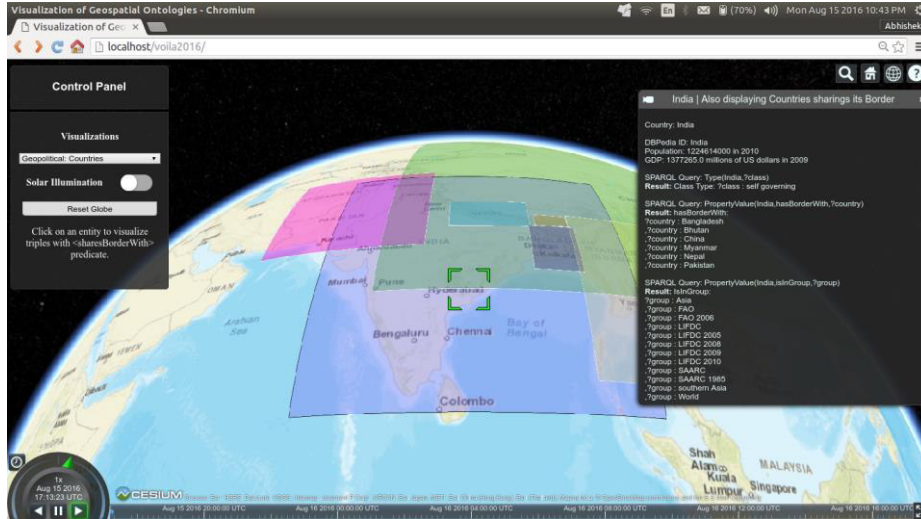 Visualization of Geospatial Ontologies - Chromium
En
(70%)
Mon Aug 15 2016 10:43 PM
Visualization of Geo ×
Abhishek
localhost/voila2016/
Control Panel
Visualizations
Geopolitical: Countries
Solar Illumination
Reset Globe
Click on an entity to visualize
triples with <sharesBorderWith>
predicate.
India | Also displaying Countries sharings its Border
Country: India
DBPedia ID: India
Population: 1224614000 in 2010
GDP: 1377265.0 millions of US dollars in 2009
SPARQL Query: Type(India,?class)
Result: Class Type: ?class : self governing
SPARQL Query: PropertyValue(India,hasBorderWith,?country)
Result: hasBorderWith:
?country : Bangladesh
,?country : Bhutan
,?country : China
,?country : Myanmar
,?country : Nepal
,?country : Pakistan
SPARQL Query: PropertyValue(India,isInGroup,?group)
Result: IsInGroup:
?group : Asia
,?group : FAO
,?group : FAO 2006
,?group : LIFDC
,?group : LIFDC 2005
,?group : LIFDC 2008
,?group : LIFDC 2009
,?group : LIFDC 2010
,?group : SAARC
,?group : SAARC 1985
,?group : southern Asia
,?group : World
Karachi
Ahmadabad
INDIA
Kolkata
Mumbai
Pune
Hyderabad
OMAN
Arabian
Sea
YEMEN
Bengaluru
Chennai
Bay of
Bengal
Colombo
Shah
Alam
Kuala
Lumpur
MALAYSIA
Singapore
1x
Aug 15 2016
17:13:23 UTC
CESIUM
Aug 15 2016 20:00:00 UTC
Aug 16 2016 00:00:00 UTC
Aug 16 2016 04:00:00 UTC
Aug 16 2016 08:00:00 UTC
Aug 16 2016 12:00:00 UTC